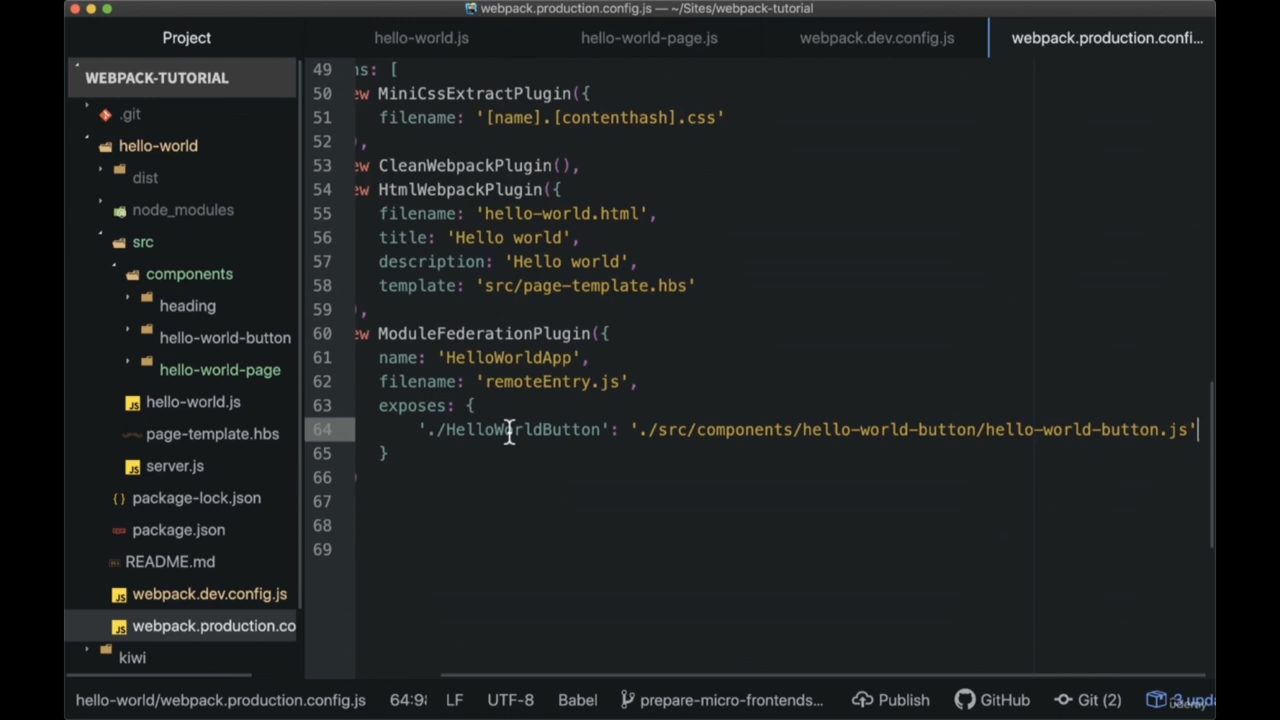 webpack.production.config.js — ~/Sites/webpack-tutorial
Project
hello-world.js
hello-world-page.js
webpack.dev.config.js
webpack.production.confi...
WEBPACK-TUTORIAL
.git
hello-world
dist
node_modules
src
components
heading
hello-world-button
hello-world-page
hello-world.js
page-template.hbs
server.js
package-lock.json
package.json
README.md
webpack.dev.config.js
webpack.production.co
kiwi
49 ns: [
50 ew MiniCssExtractPlugin({
51 filename: '[name].[contenthash].css'
52 ,
53 ew CleanWebpackPlugin(),
54 ew HtmlWebpackPlugin({
55 filename: 'hello-world.html',
56 title: 'Hello world',
57 description: 'Hello world',
58 template: 'src/page-template.hbs'
59 ,
60 ew ModuleFederationPlugin({
61 name: 'HelloWorldApp',
62 filename: 'remoteEntry.js',
63 exposes: {
64 './HelloWorldButton': './src/components/hello-world-button/hello-world-button.js'
65 }
66 )
67
68
69
hello-world/webpack.production.config.js 64:98 LF UTF-8 Babel prepare-micro-frontends... Publish GitHub Git (2)